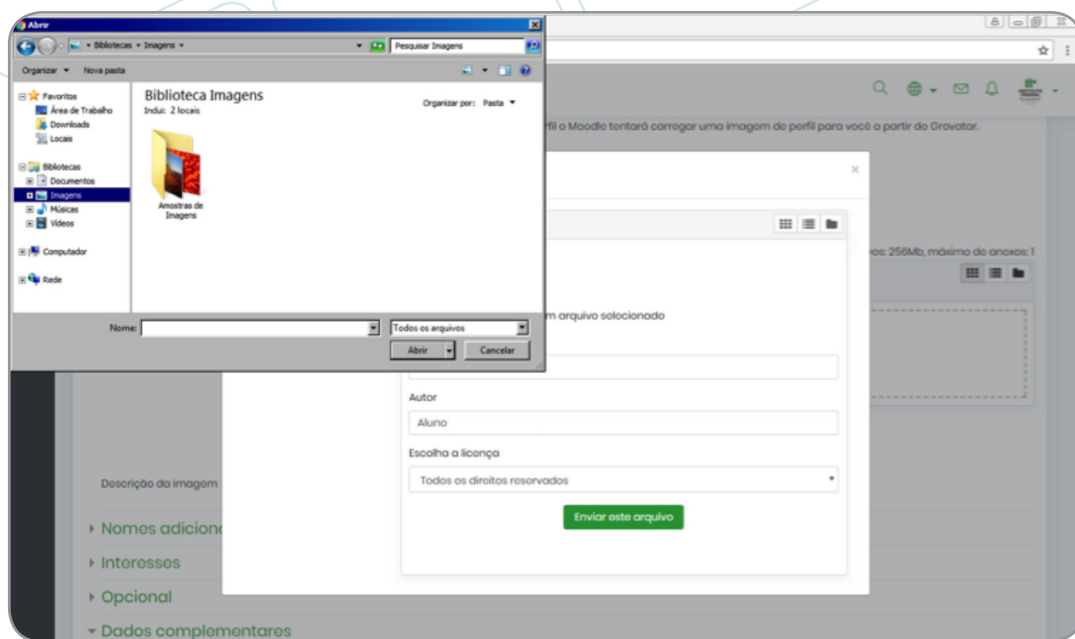 Abrir
Bibliotecas Imagens
Pesquisar Imagens
Organizar
Nova pasta
Favoritos
Área de Trabalho
Downloads
Locais
Bibliotecas
Documentos
Imagens
Músicas
Vídeos
Computador
Rede
Biblioteca Imagens
Inclui: 2 locais
Organizar por: Pasta
Amostras de
Imagens
Nome:
Todos os arquivos
Abrir
Cancelar
o Moodle tentará carregar uma imagem de perfil para você a partir do Gravatar.
256Mb, máximo de anexos: 1
arquivo selecionado
Autor
Aluno
Escolha a licença
Todos os direitos reservados
Enviar este arquivo
Descrição da imagem
Nomes
Interesses
Opcional
Dados complementares